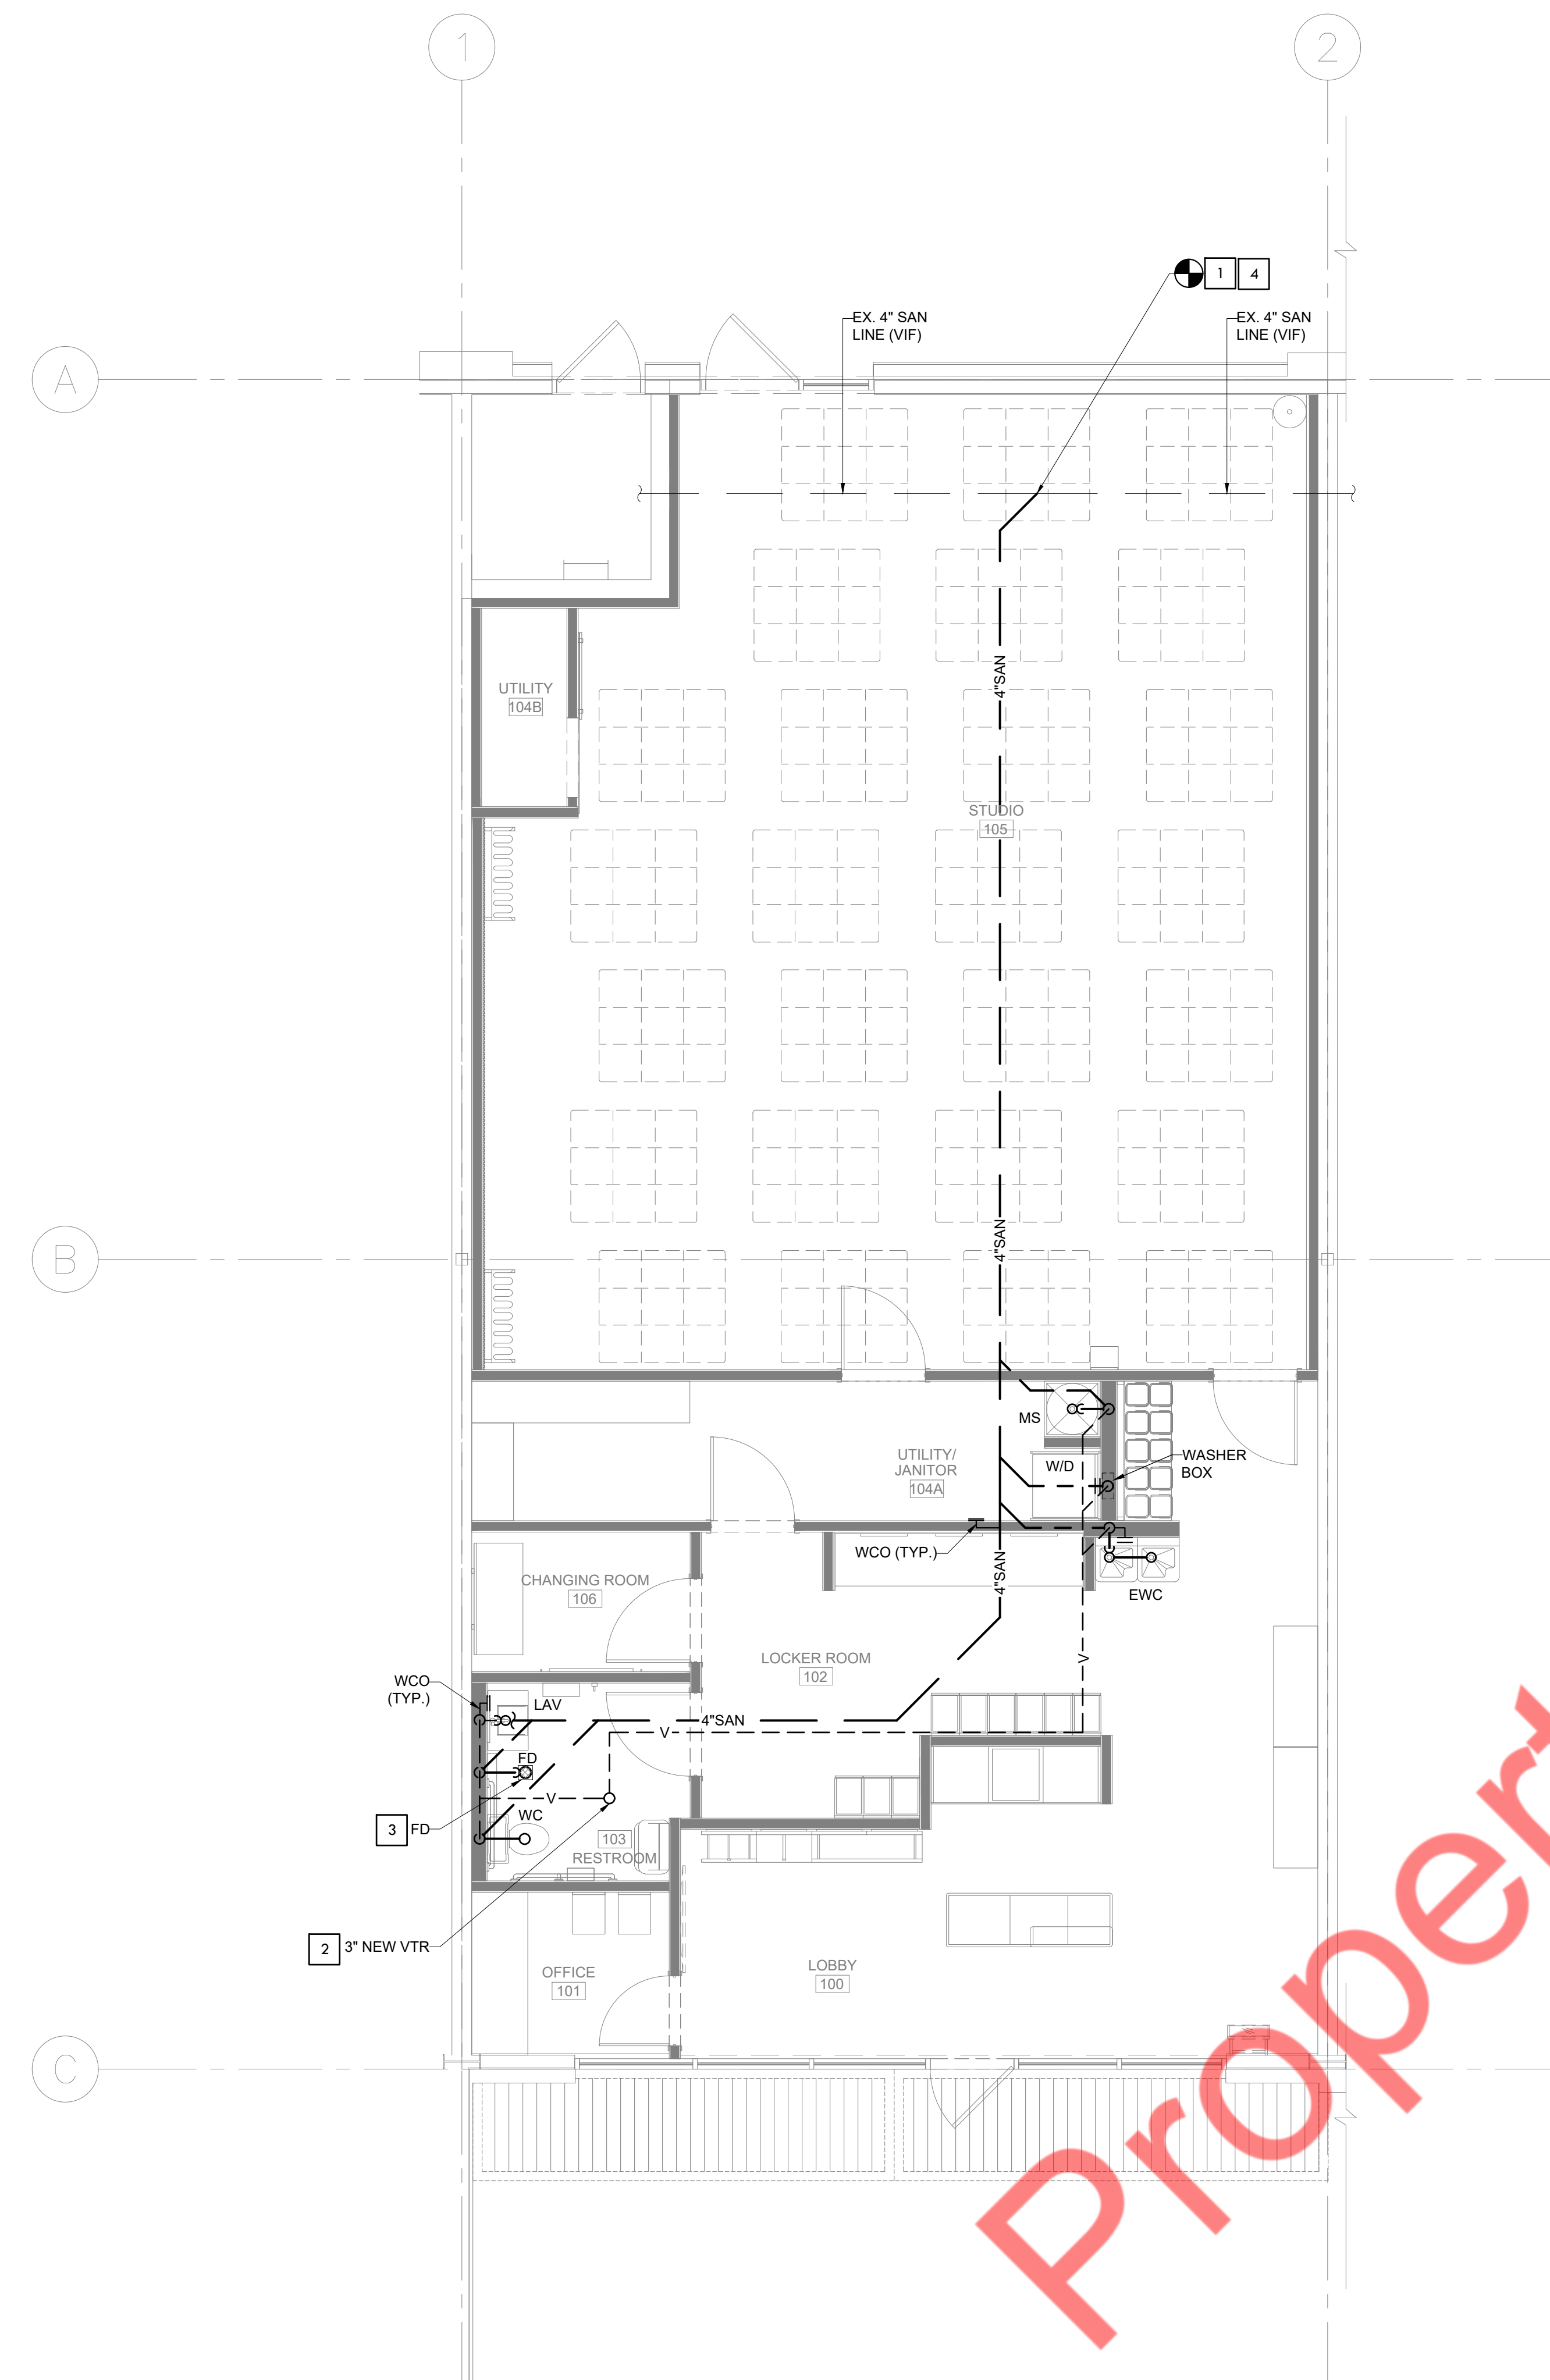 1
2
1
4
EX. 4" SAN
LINE (VIF)
EX. 4" SAN
LINE (VIF)
A
4"SAN
UTILITY
104B
STUDIO
105
4"SAN
B
MS
UTILITY/
JANITOR
104A
W/D
WASHER
BOX
WCO (TYP.)
4"SAN
EWC
CHANGING ROOM
106
LOCKER ROOM
102
V
WCO
(TYP.)
LAV
4"SAN
V
FD
V
WC
3
FD
103
RESTROOM
2
3" NEW VTR
OFFICE
101
LOBBY
100
C
Propert